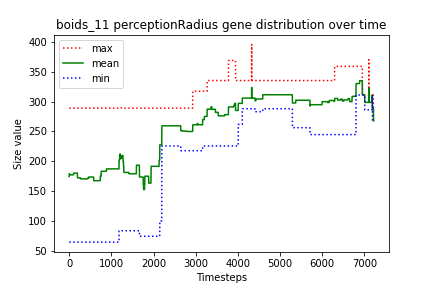 boids_11 perceptionRadius gene distribution over time
max
mean
min
Size value
400
350
300
250
200
150
100
50
0 1000 2000 3000 4000 5000 6000 7000
Timesteps